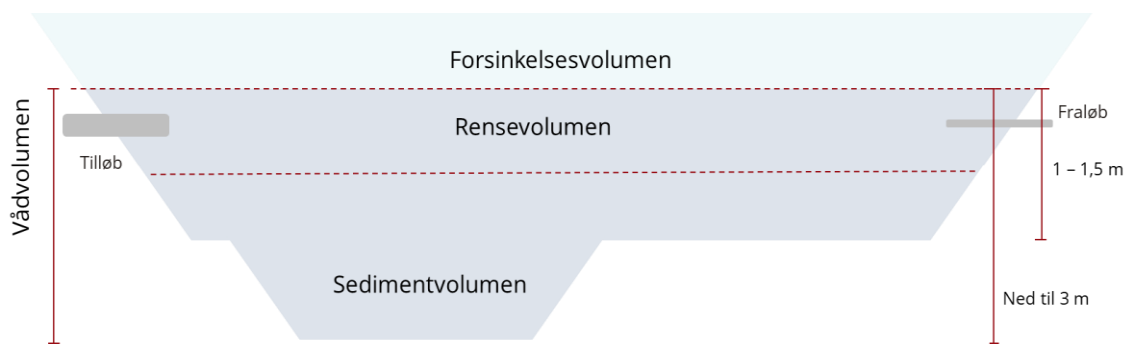 Forsinkelsesvolumen
Vådvolumen
Rensevolumen
Fraløb
Tilløb
1 – 1,5 m
Sedimentvolumen
Ned til 3 m